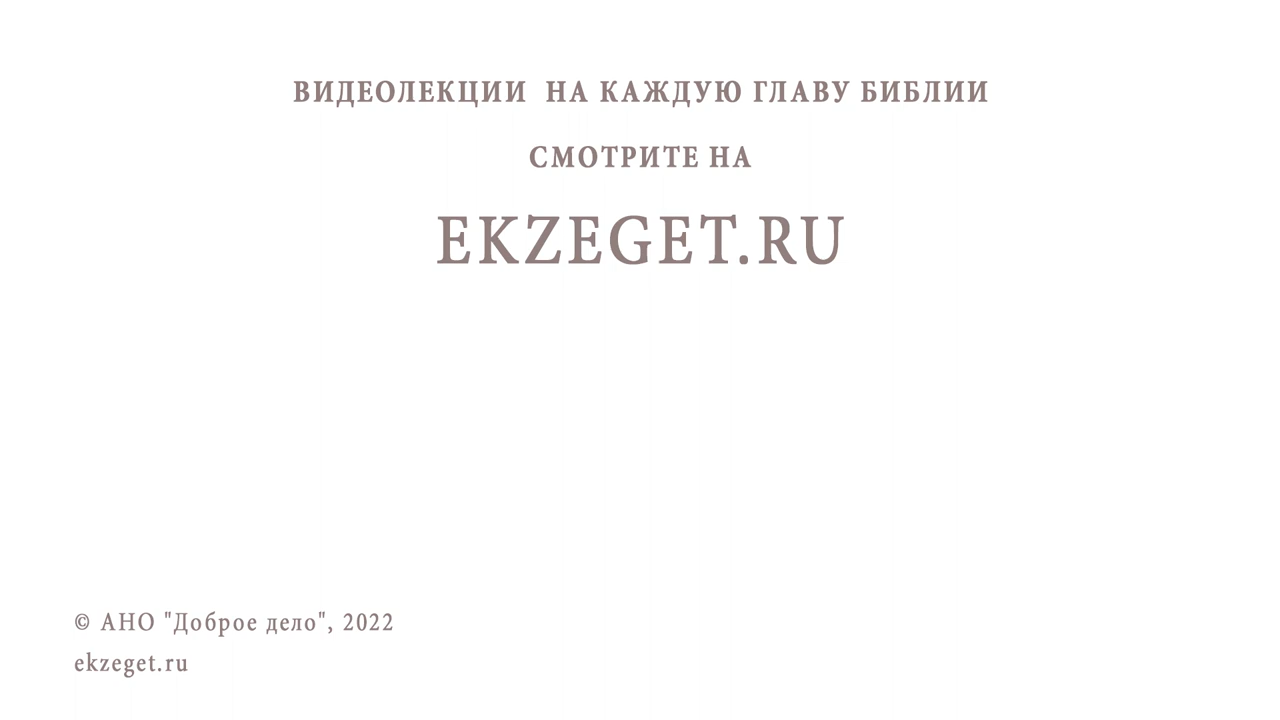 ВИДЕОЛЕКЦИИ НА КАЖДУЮ ГЛАВУ БИБЛИИ
СМОТРИТЕ НА
EKZEGET.RU
© АНО "Доброе дело", 2022
ekzeget.ru